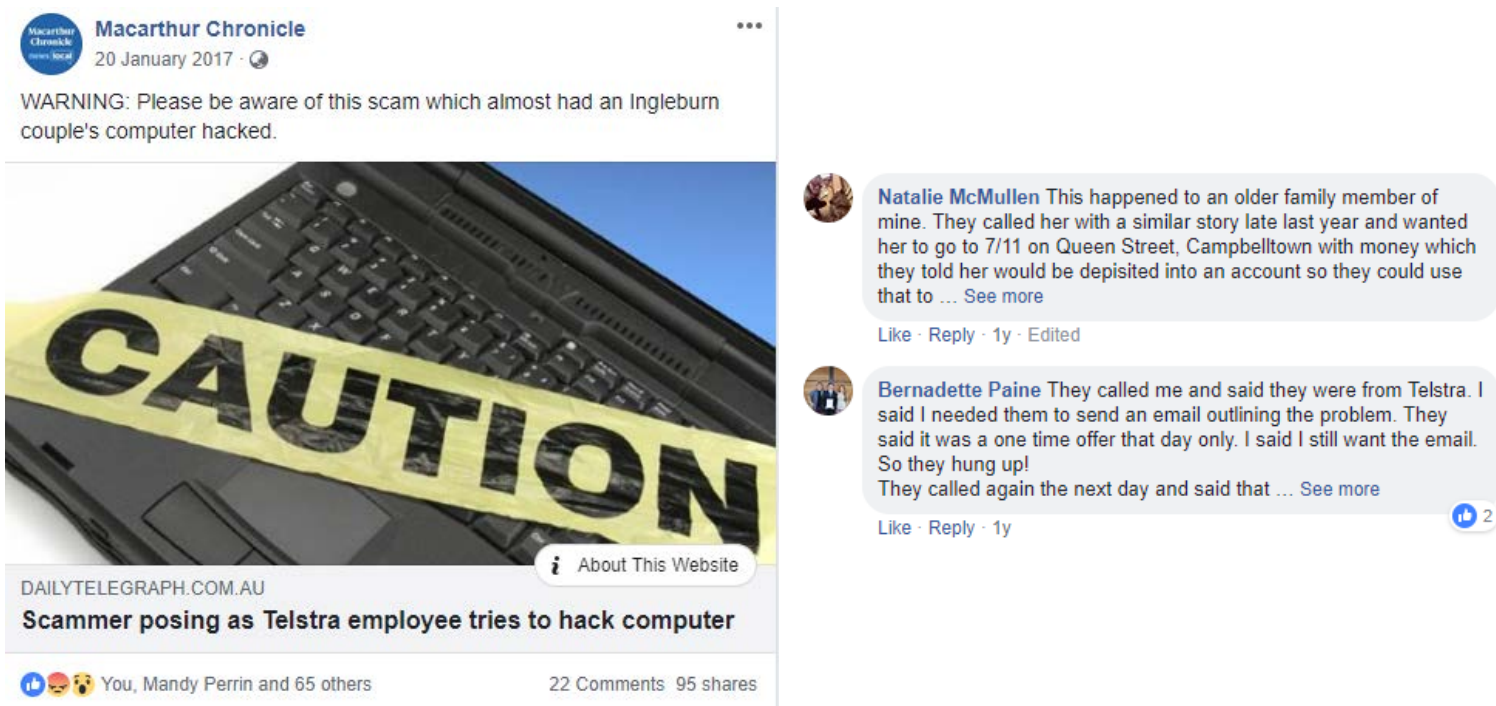 Macarthur
Chronicle
news local
Macarthur Chronicle
20 January 2017 ·
WARNING: Please be aware of this scam which almost had an Ingleburn
couple's computer hacked.
CAUTION
i About This Website
DAILYTELEGRAPH.COM.AU
Scammer posing as Telstra employee tries to hack computer
You, Mandy Perrin and 65 others
22 Comments 95 shares
Natalie McMullen This happened to an older family member of
mine. They called her with a similar story late last year and wanted
her to go to 7/11 on Queen Street, Campbelltown with money which
they told her would be depisited into an account so they could use
that to ... See more
Like · Reply · 1y · Edited
Bernadette Paine They called me and said they were from Telstra. I
said I needed them to send an email outlining the problem. They
said it was a one time offer that day only. I said I still want the email.
So they hung up!
They called again the next day and said that ... See more
2
Like · Reply · 1y